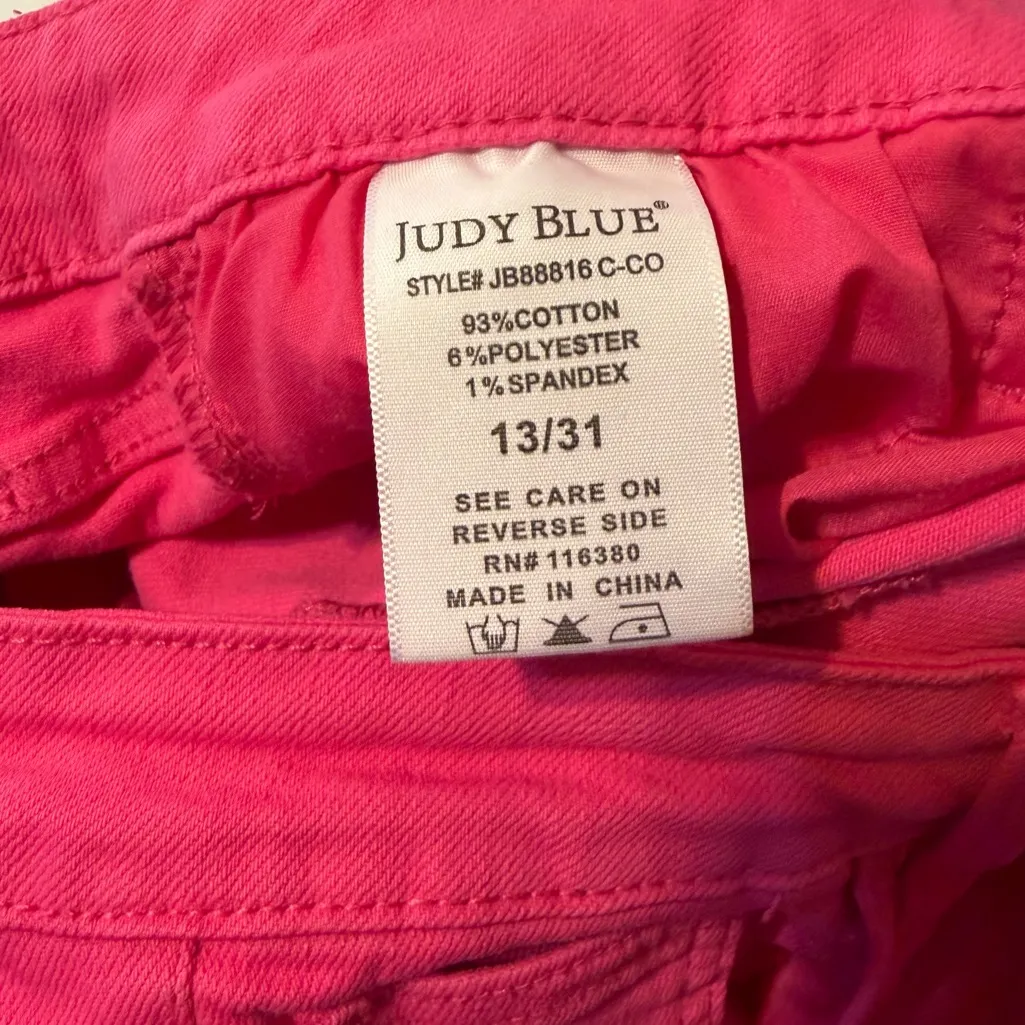 JUDY BLUE®
STYLE# JB88816 C-CO
93%COTTON
6%POLYESTER
1%SPANDEX
13/31
SEE CARE ON
REVERSE SIDE
RN# 116380
MADE IN CHINA